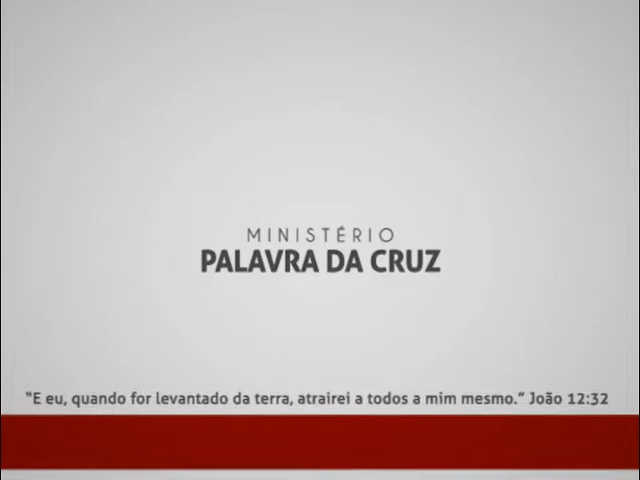 MINISTÉRIO
PALAVRA DA CRUZ
“E eu, quando for levantado da terra, atrairei a todos a mim mesmo.” João 12:32